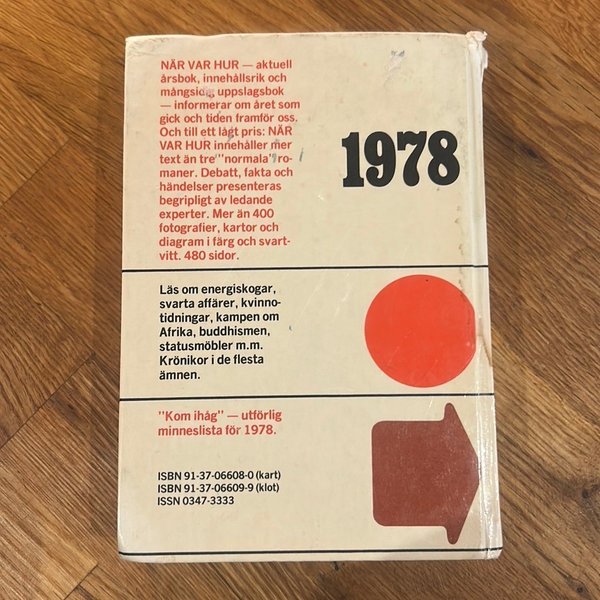 NÄR VAR HUR — aktuell
årsbok, innehållsrik och
mångsidig uppslagsbok
— informerar om året som
gick och tiden framför oss.
Och till ett lågt pris: NÄR
VAR HUR innehåller mer
text än tre "normala" ro-
maner. Debatt, fakta och
händelser presenteras
begripligt av ledande
experter. Mer än 400
fotografier, kartor och
diagram i färg och svart-
vitt. 480 sidor.
1978
Läs om energiskogar,
svarta affärer, kvinno-
tidningar, kampen om
Afrika, buddhismen,
statusmöbler m.m.
Krönikor i de flesta
ämnen.
"Kom ihåg" — utförlig
minneslista för 1978.
ISBN 91-37-06608-0 (kart)
ISBN 91-37-06609-9 (klot)
ISSN 0347-3333